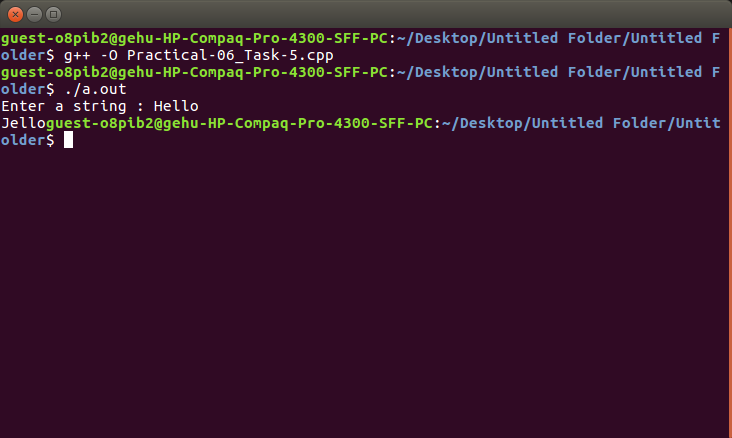 guest-o8pib2@gehu-HP-Compaq-Pro-4300-SFF-PC:~/Desktop/Untitled Folder/Untitled F
older$ g++ -O Practical-06_Task-5.cpp
guest-o8pib2@gehu-HP-Compaq-Pro-4300-SFF-PC:~/Desktop/Untitled Folder/Untitled F
older$ ./a.out
Enter a string : Hello
Jelloguest-o8pib2@gehu-HP-Compaq-Pro-4300-SFF-PC:~/Desktop/Untitled Folder/Untit
older$